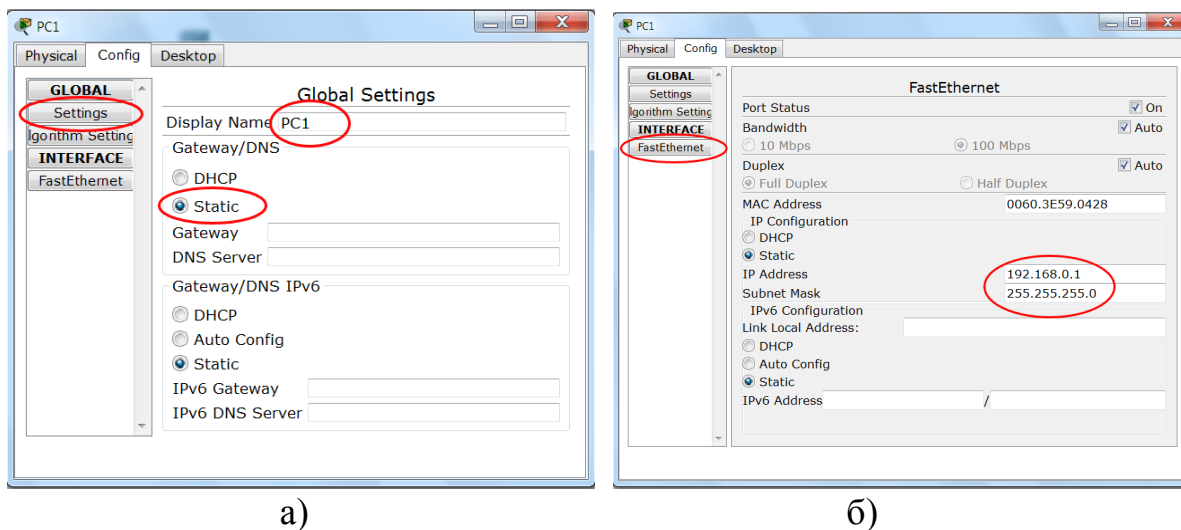 PC1
Physical Config Desktop
GLOBAL
Settings
lgorithm Setting
INTERFACE
FastEthernet
Global Settings
Display Name PC1
Gateway/DNS
DHCP
Static
Gateway
DNS Server
Gateway/DNS IPv6
DHCP
Auto Config
Static
IPv6 Gateway
IPv6 DNS Server
а)
PC1
Physical Config Desktop
GLOBAL
Settings
lgorithm Setting
INTERFACE
FastEthernet
FastEthernet
Port Status On
Bandwidth Auto
10 Mbps 100 Mbps
Duplex Auto
Full Duplex Half Duplex
MAC Address 0060.3E59.0428
IP Configuration
DHCP
Static
IP Address 192.168.0.1
Subnet Mask 255.255.255.0
IPv6 Configuration
Link Local Address:
DHCP
Auto Config
Static
IPv6 Address /
б)